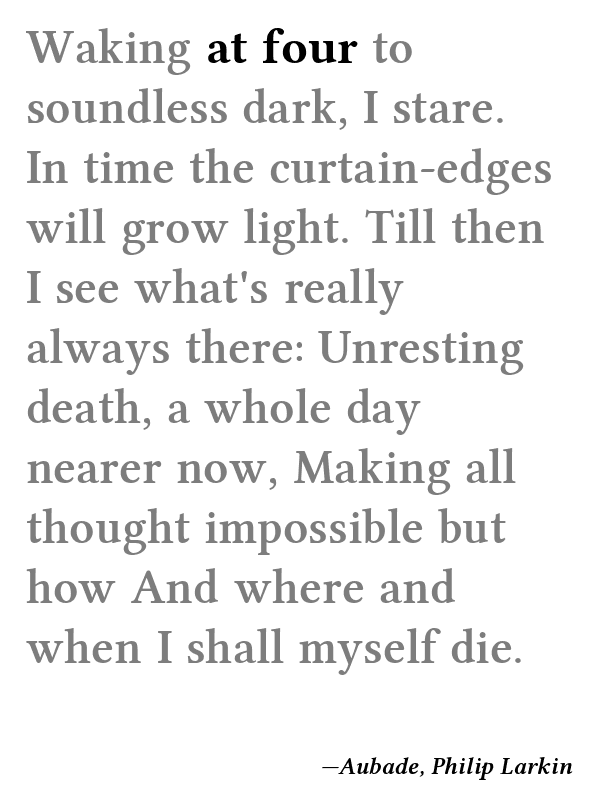 Waking at four to
soundless dark, I stare.
In time the curtain-edges
will grow light. Till then
I see what's really
always there: Unresting
death, a whole day
nearer now, Making all
thought impossible but
how And where and
when I shall myself die.
—Aubade, Philip Larkin